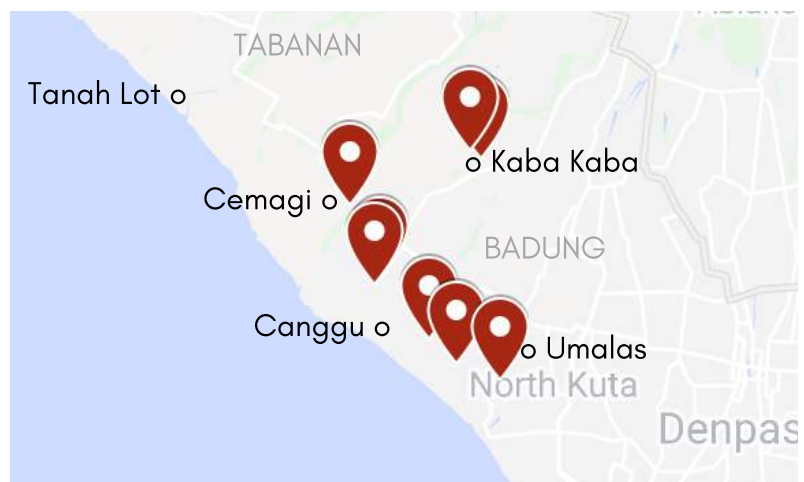 TABANAN
Tanah Lot o
o Kaba Kaba
Cemagi o
BADUNG
Canggu o
o Umalas
North Kuta
Denpas